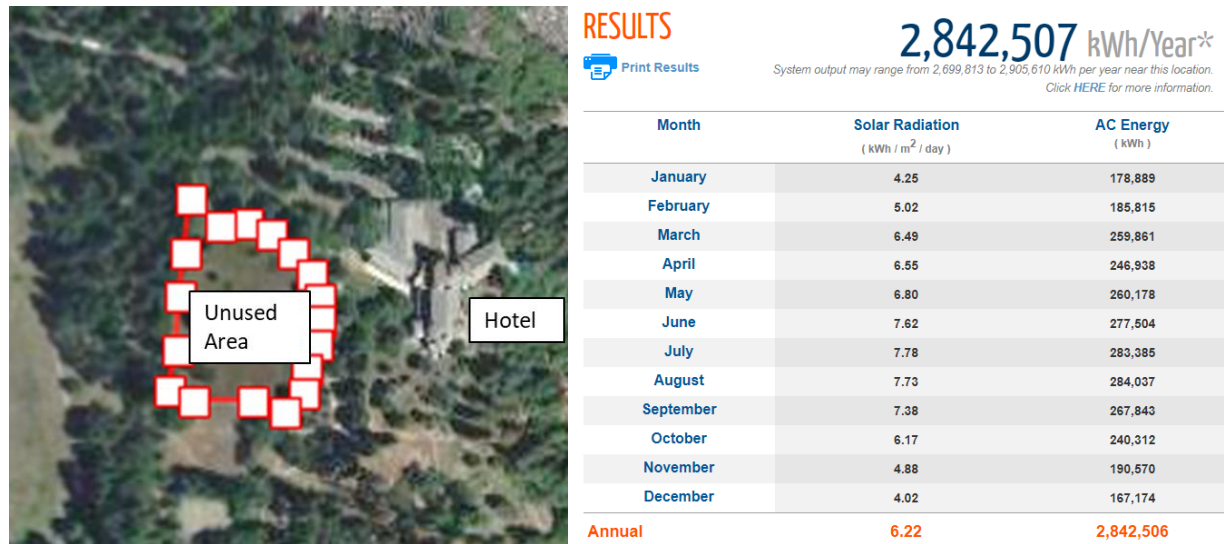 Unused
Area
Hotel
RESULTS
Print Results
2,842,507 kWh/Year*
System output may range from 2,699,813 to 2,905,610 kWh per year near this location.
Click HERE for more information.
Month Solar Radiation AC Energy
( kWh / m2 / day ) ( kWh )
January 4.25 178,889
February 5.02 185,815
March 6.49 259,861
April 6.55 246,938
May 6.80 260,178
June 7.62 277,504
July 7.78 283,385
August 7.73 284,037
September 7.38 267,843
October 6.17 240,312
November 4.88 190,570
December 4.02 167,174
Annual 6.22 2,842,506